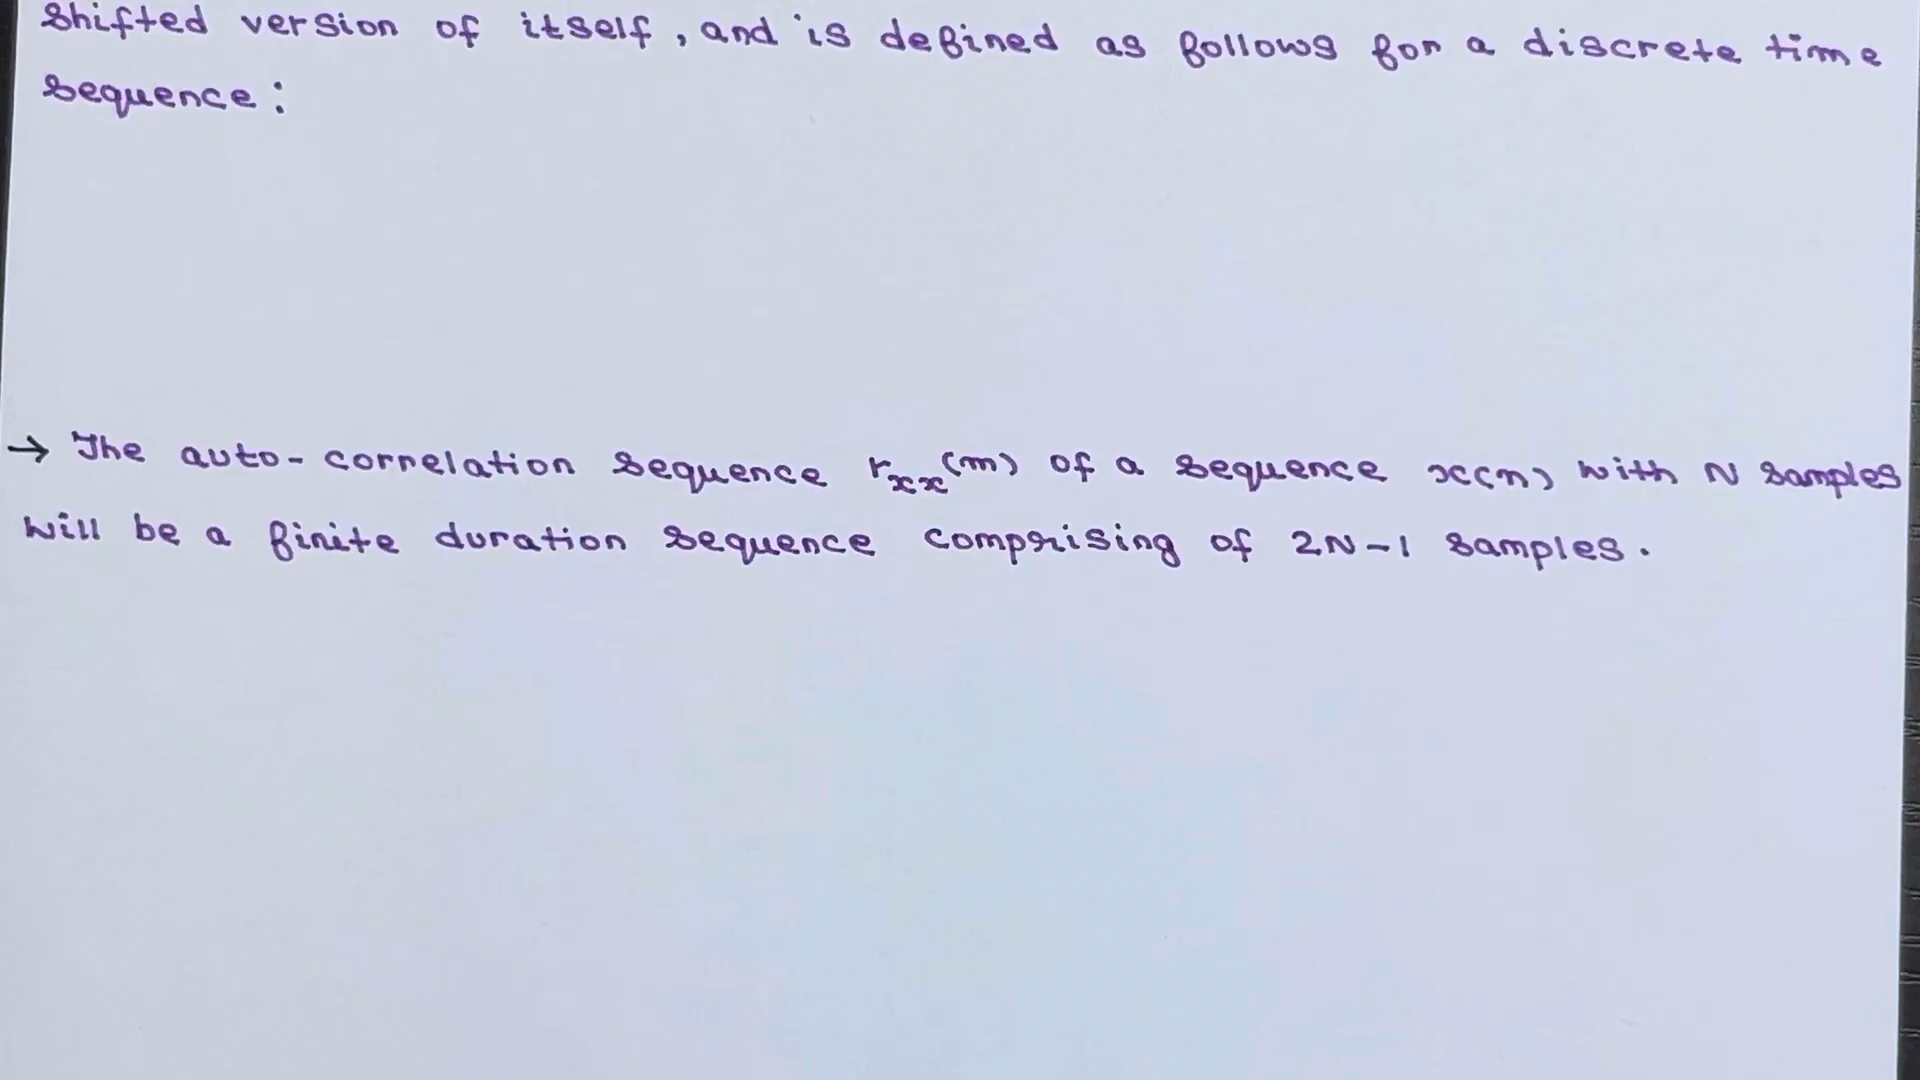 shifted version of itself, and is defined as follows for a discrete time
sequence:
→ The auto-correlation sequence rxx(m) of a sequence x(n) with N samples
will be a finite duration sequence comprising of 2N-1 samples.